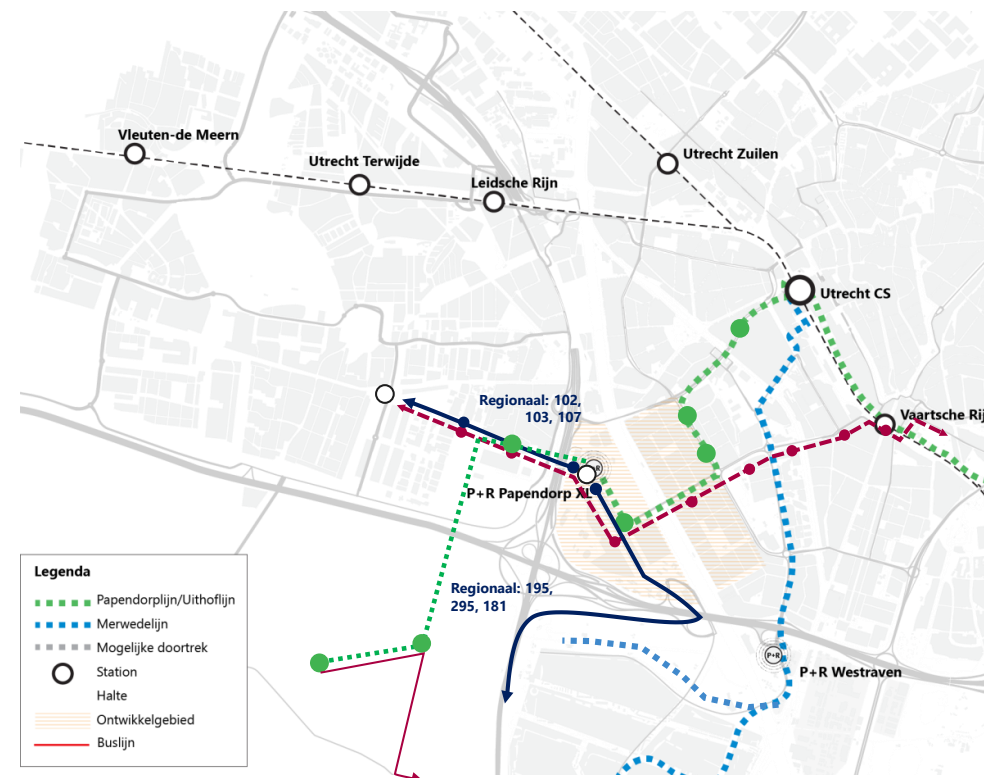 Vleuten-de Meern
Utrecht Terwijde
Leidsche Rijn
Utrecht Zuilen
Utrecht CS
Regionaal: 102,
103, 107
Vaartsche Rij
P+R Papendorp XL
Regionaal: 195,
295, 181
P+R
P+R Westraven
Legenda
Papendorplijn/Uithoflijn
Merwedelijn
Mogelijke doortrek
Station
Halte
Ontwikkelgebied
Buslijn